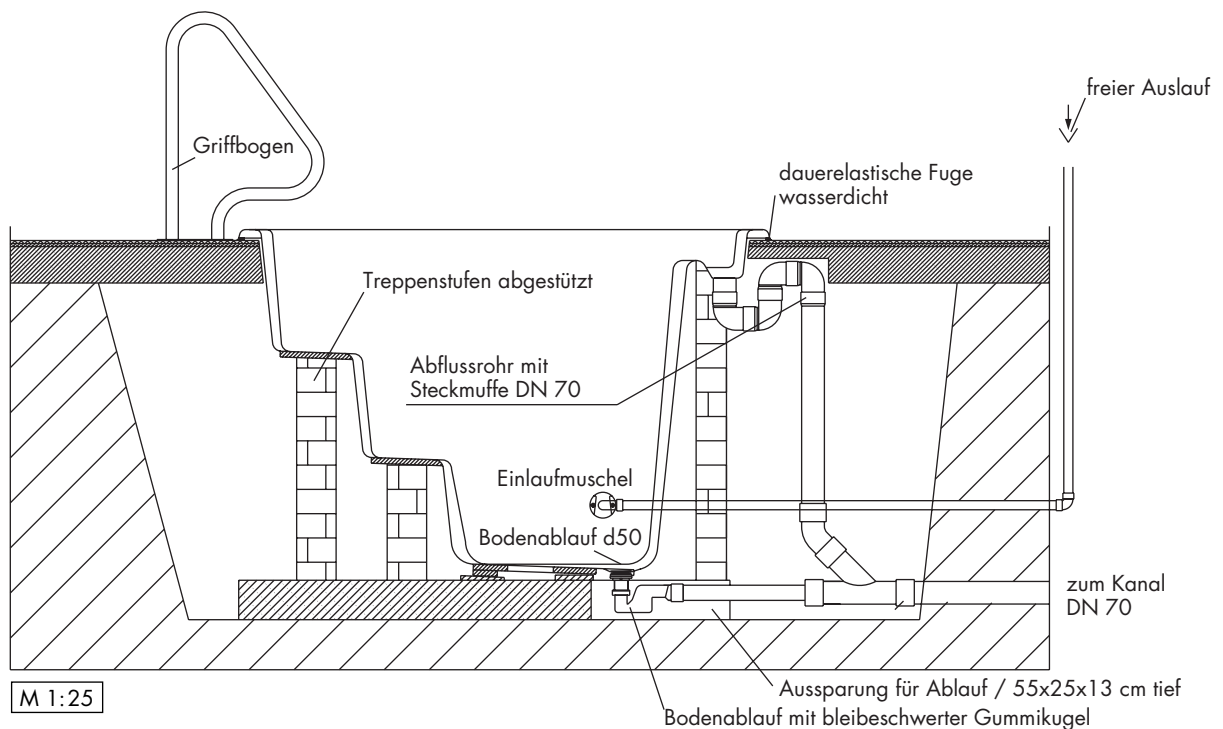 freier Auslauf
Griffbogen
dauerelastische Fuge
wasserdicht
Treppenstufen abgestützt
Abflussrohr mit
Steckmuffe DN 70
Einlaufmuschel
Bodenablauf d50
zum Kanal
DN 70
M 1:25
Aussparung für Ablauf / 55x25x13 cm tief
Bodenablauf mit bleibeschwerter Gummikugel